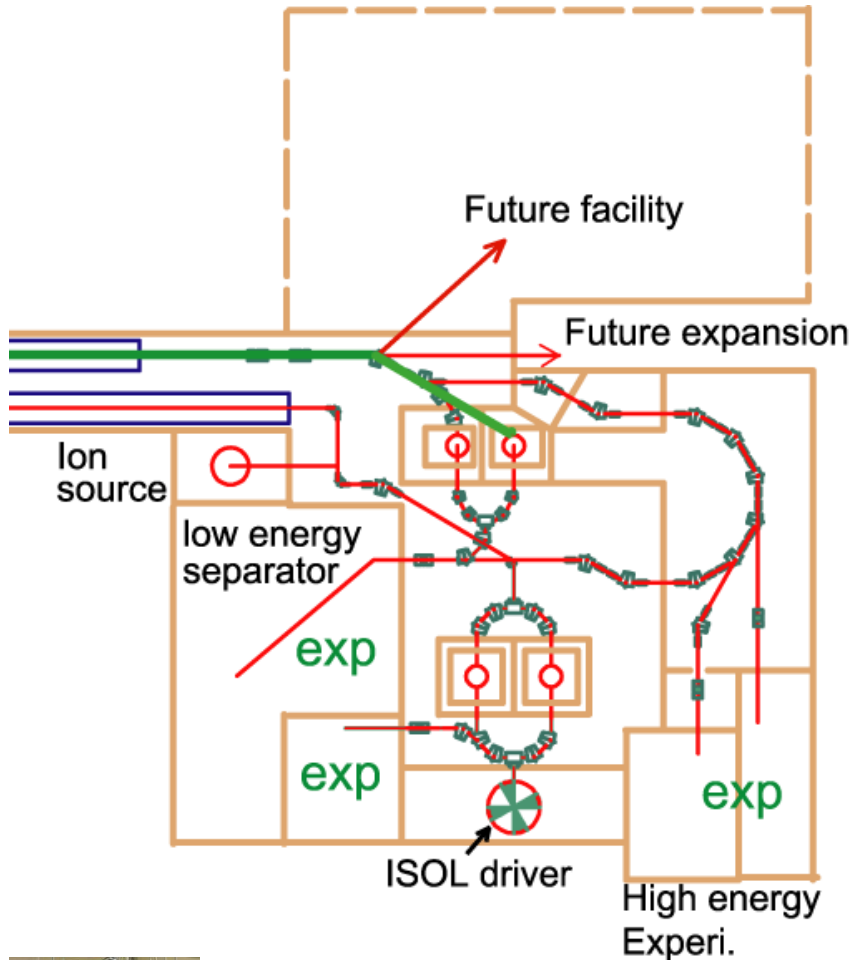 Future facility
Future expansion
Ion
source
low energy
separator
exp
exp
exp
ISOL driver
High energy
Experi.